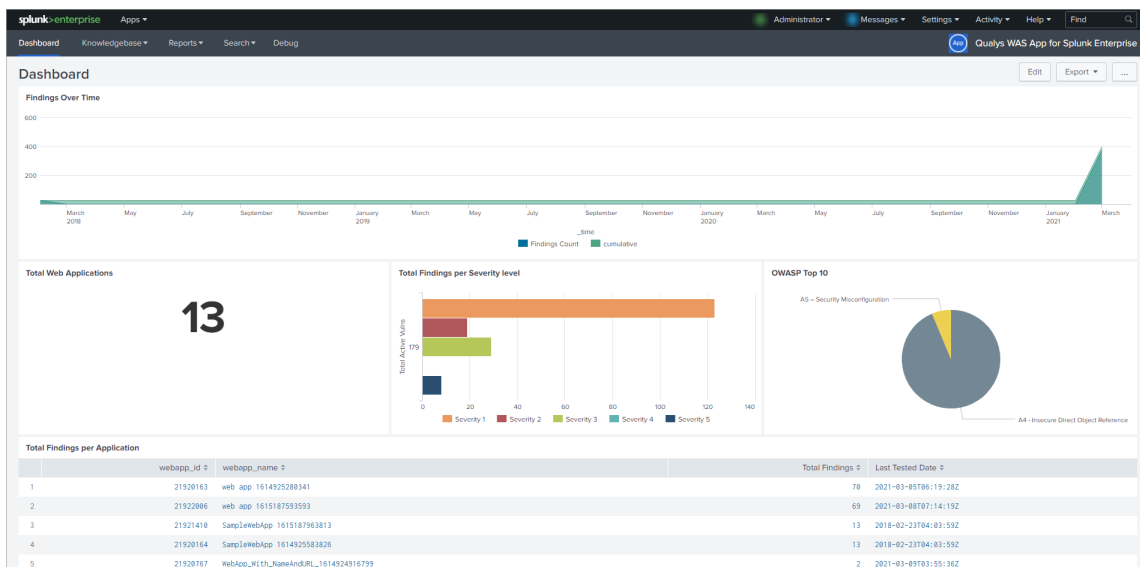 splunk>enterprise Apps Administrator Messages Settings Activity Help Find
Dashboard Knowledgebase Reports Search Debug App Qualys WAS App for Splunk Enterprise
Dashboard Edit Export ...
Findings Over Time
600
400
200
March May July September November January March May July September November January March May July September November January March
2018 2019 2020 2021
_time
Findings Count cumulative
Total Web Applications
13
Total Findings per Severity level
Total Active Vulns
179
0 20 40 60 80 100 120 140
Severity 1 Severity 2 Severity 3 Severity 4 Severity 5
OWASP Top 10
A5 – Security Misconfiguration
A4 - Insecure Direct Object Reference
Total Findings per Application
webapp_id webapp_name Total Findings Last Tested Date
1 21920163 web app 1614925280341 70 2021-03-05T06:19:28Z
2 21922006 web app 1615187593593 69 2021-03-08T07:14:19Z
3 21921410 SampleWebApp 1615187963813 13 2018-02-23T04:03:59Z
4 21920164 SampleWebApp 1614925583826 13 2018-02-23T04:03:59Z
5 21920767 WebApp_With_NameAndURL_1614924916799 2 2021-03-09T03:55:36Z